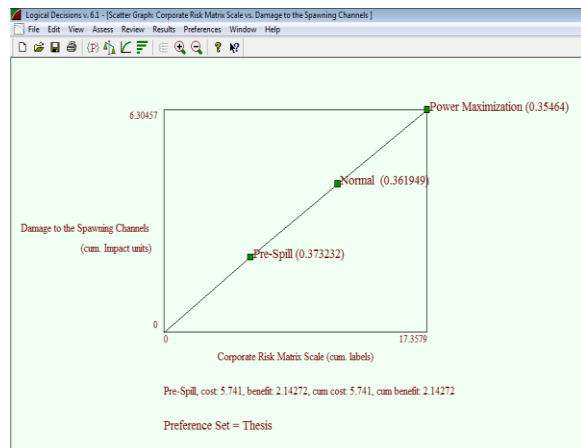 Logical Decisions v. 6.1 - [Scatter Graph: Corporate Risk Matrix Scale vs. Damage to the Spawning Channels ]
File Edit View Assess Review Results Preferences Window Help
6.30457
Power Maximization (0.35464)
Normal (0.361949)
Damage to the Spawning Channels
(cum. Impact units)
Pre-Spill (0.373232)
0
0 17.3579
Corporate Risk Matrix Scale (cum. labels)
Pre-Spill, cost: 5.741, benefit: 2.14272, cum cost: 5.741, cum benefit: 2.14272
Preference Set = Thesis